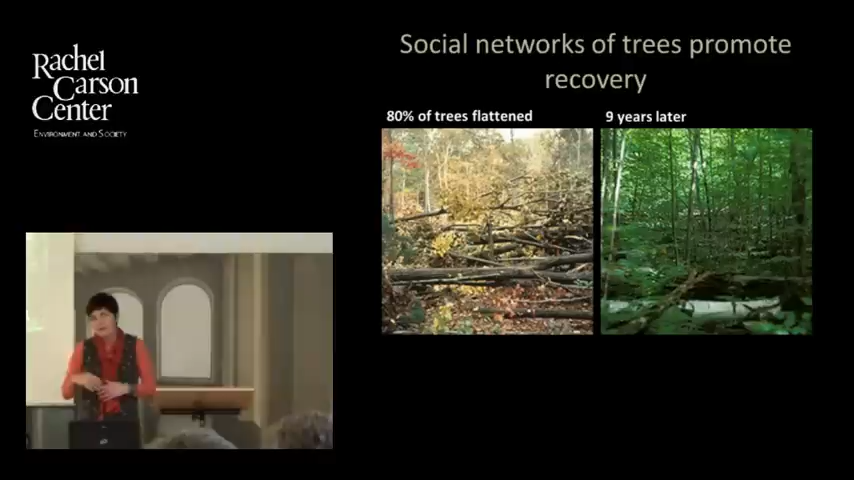 Rachel
Carson
Center
ENVIRONMENT AND SOCIETY
Social networks of trees promote
recovery
80% of trees flattened
9 years later